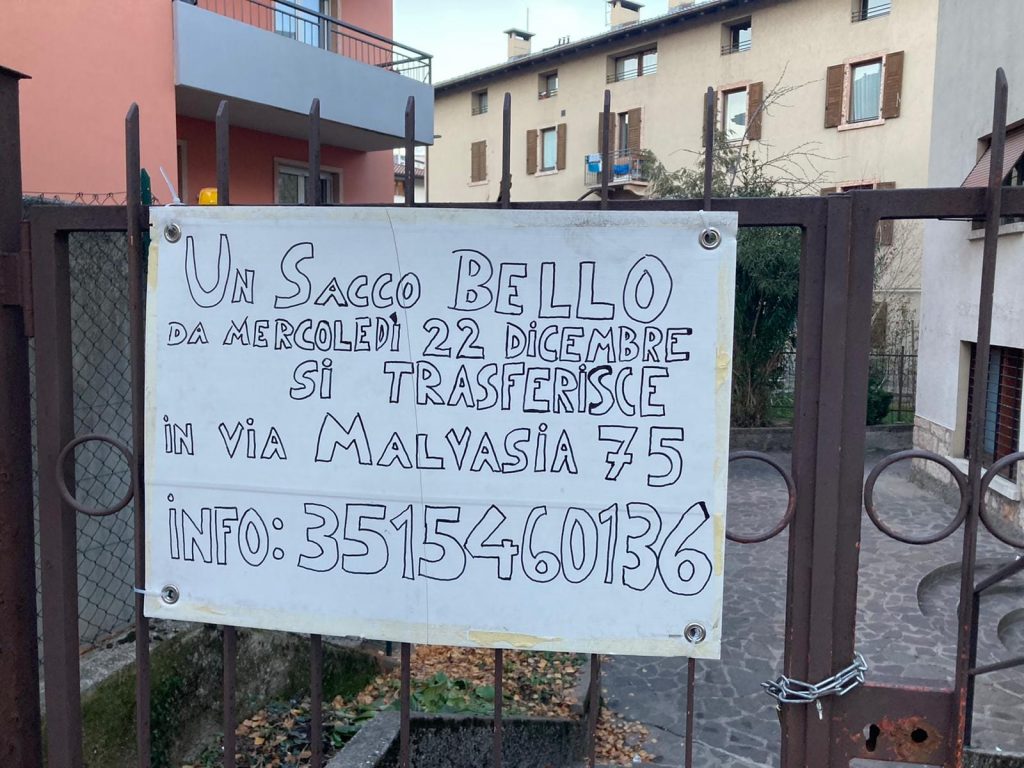 Un Sacco BELLO
DA MERCOLEDÌ 22 DiCEMBRE
Si TRASFERiSCE
iN ViA MALVASiA 75
iNFO: 3515460136